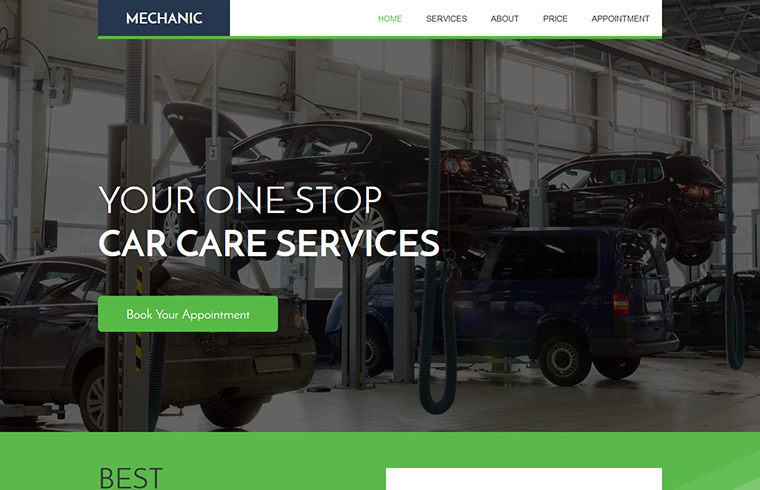 MECHANIC
HOME SERVICES ABOUT PRICE APPOINTMENT
YOUR ONE STOP
CAR CARE SERVICES
Book Your Appointment
BEST